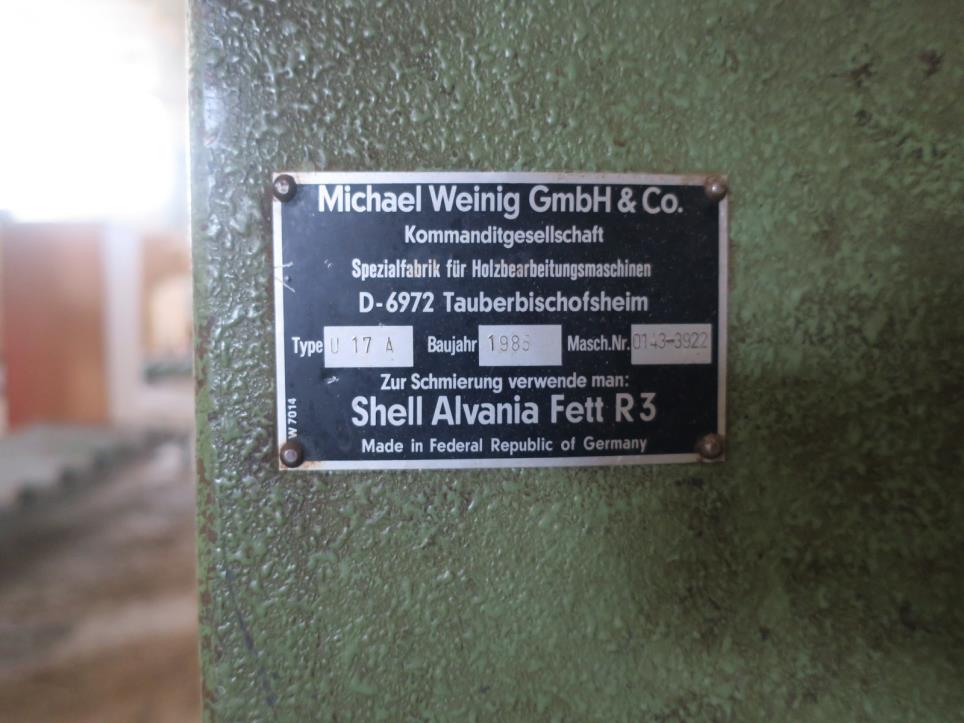 Michael Weinig GmbH & Co.
Kommanditgesellschaft
Spezialfabrik für Holzbearbeitungsmaschinen
D-6972 Tauberbischofsheim
Type U 17 A Baujahr Masch.Nr. 0143-3922
Zur Schmierung verwende man:
Shell Alvania Fett R3
Made in Federal Republic of Germany
W 7014